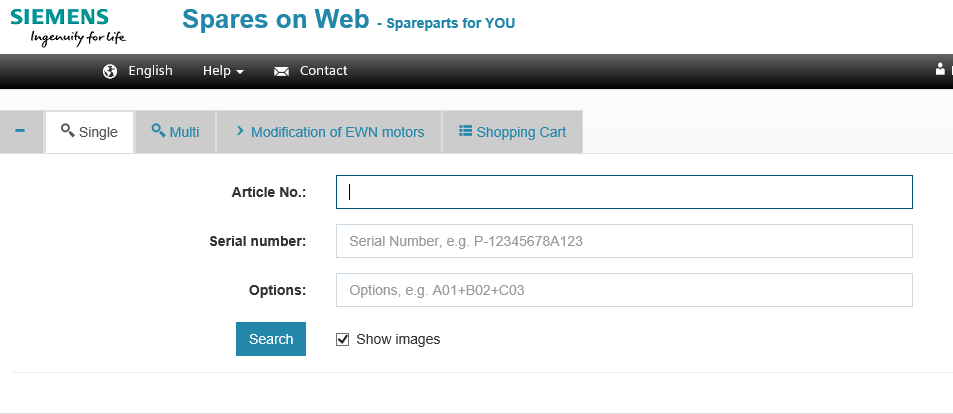 SIEMENS
Ingenuity for life
Spares on Web - Spareparts for YOU
English Help Contact
Single Multi Modification of EWN motors Shopping Cart
Article No.:
Serial number: Serial Number, e.g. P-12345678A123
Options: Options, e.g. A01+B02+C03
Search Show images